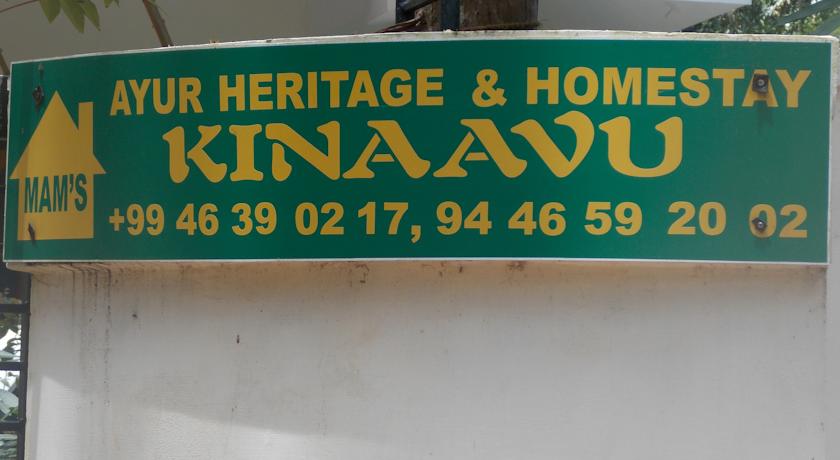 AYUR HERITAGE & HOMESTAY
KINAAVU
MAM'S
+99 46 39 02 17, 94 46 59 20 02